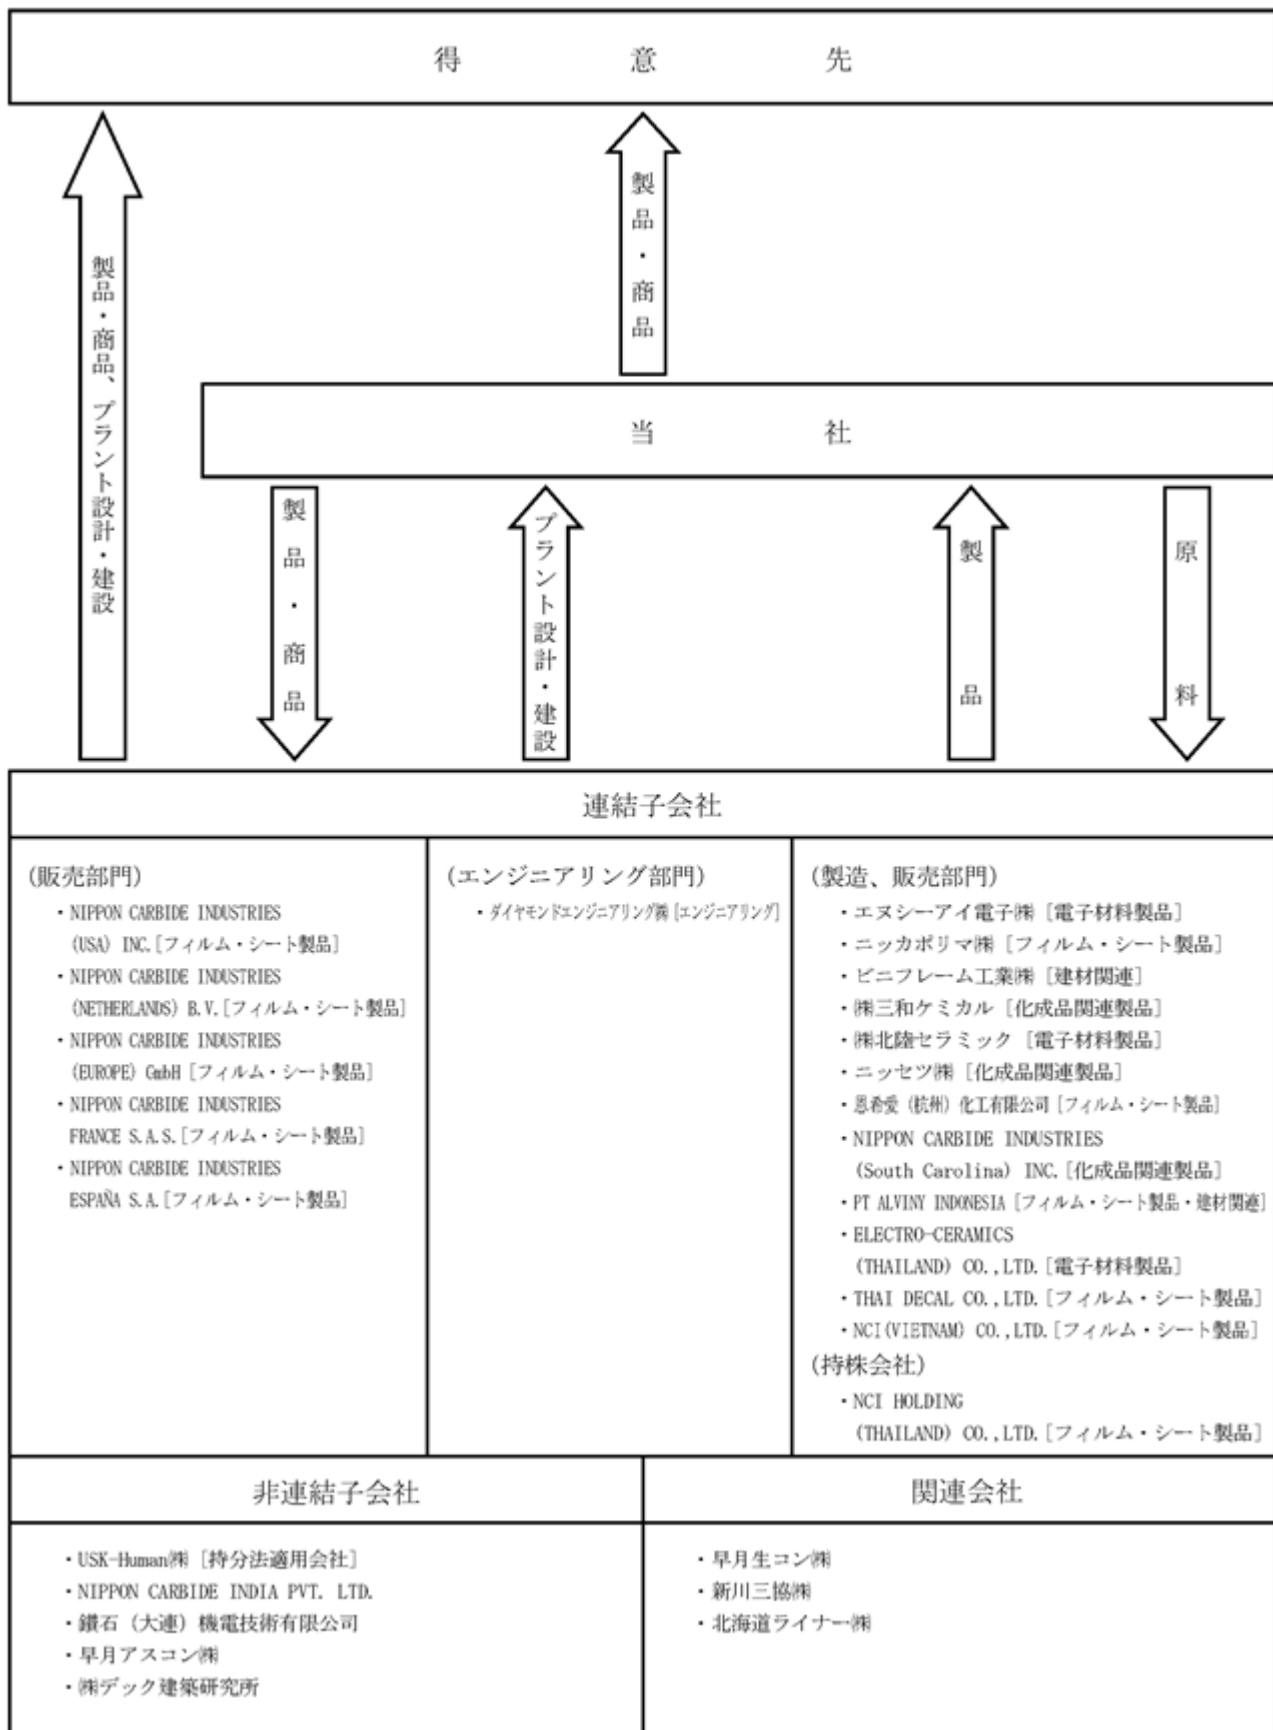 得意先
製品・商品、プラント設計・建設
製品・商品
当社
製品・商品
プラント設計・建設
製品
原料
連結子会社
(販売部門)
・NIPPON CARBIDE INDUSTRIES
(USA) INC.[フィルム・シート製品]
・NIPPON CARBIDE INDUSTRIES
(NETHERLANDS) B.V.[フィルム・シート製品]
・NIPPON CARBIDE INDUSTRIES
(EUROPE) GmbH [フィルム・シート製品]
・NIPPON CARBIDE INDUSTRIES
FRANCE S.A.S.[フィルム・シート製品]
・NIPPON CARBIDE INDUSTRIES
ESPAÑA S.A.[フィルム・シート製品]
(エンジニアリング部門)
・ダイヤモンドエンジニアリング㈱ [エンジニアリング]
(製造、販売部門)
・エヌシーアイ電子㈱ [電子材料製品]
・ニッカポリマ㈱ [フィルム・シート製品]
・ビニフレーム工業㈱ [建材関連]
・㈱三和ケミカル [化成品関連製品]
・㈱北陸セラミック [電子材料製品]
・ニッセツ㈱ [化成品関連製品]
・恩希愛（杭州）化工有限公司 [フィルム・シート製品]
・NIPPON CARBIDE INDUSTRIES
(South Carolina) INC.[化成品関連製品]
・PT ALVINY INDONESIA [フィルム・シート製品・建材関連]
・ELECTRO-CERAMICS
(THAILAND) CO.,LTD.[電子材料製品]
・THAI DECAL CO.,LTD.[フィルム・シート製品]
・NCI(VIETNAM) CO.,LTD.[フィルム・シート製品]
(持株会社)
・NCI HOLDING
(THAILAND) CO.,LTD.[フィルム・シート製品]
非連結子会社
・USK-Human㈱ [持分法適用会社]
・NIPPON CARBIDE INDIA PVT. LTD.
・鑽石（大連）機電技術有限公司
・早月アスコン㈱
・㈱デック建築研究所
関連会社
・早月生コン㈱
・新川三協㈱
・北海道ライナー㈱